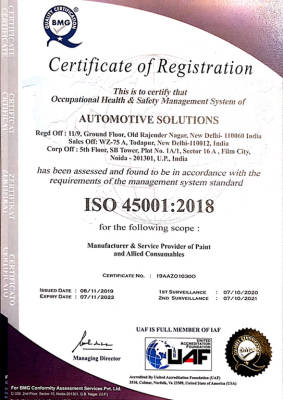 QUALITY CERTIFICATION
BMG
Certificate of Registration
This is to certify that
Occupational Health & Safety Management System of
AUTOMOTIVE SOLUTIONS
Regd Off : 11/9, Ground Floor, Old Rajender Nagar, New Delhi- 110060 India
Sales Off: WZ-75 A, Todapur, New Delhi-110012, India
Corp Off : 5th Floor, SB Tower, Plot No. 1A/1, Sector 16 A , Film City,
Noida - 201301, U.P., India
has been assessed and found to be in accordance with the
requirements of the management system standard
ISO 45001:2018
for the following scope :
Manufacturer & Service Provider of Paint
and Allied Consumables
CERTIFICATE NO. : 19AAZO1030O
ISSUED DATE : 08/11/2019
EXPIRY DATE : 07/11/2022
1ST SURVEILLANCE : 07/10/2020
2ND SURVEILLANCE : 07/10/2021
UAF IS FULL MEMBER OF IAF
UNITED
ACCREDITATION
FOUNDATION
UAF
Managing Director
Accredited By United Accreditation Foundation (UAF)
For BMG Conformity Assessment Services Pvt. Ltd.